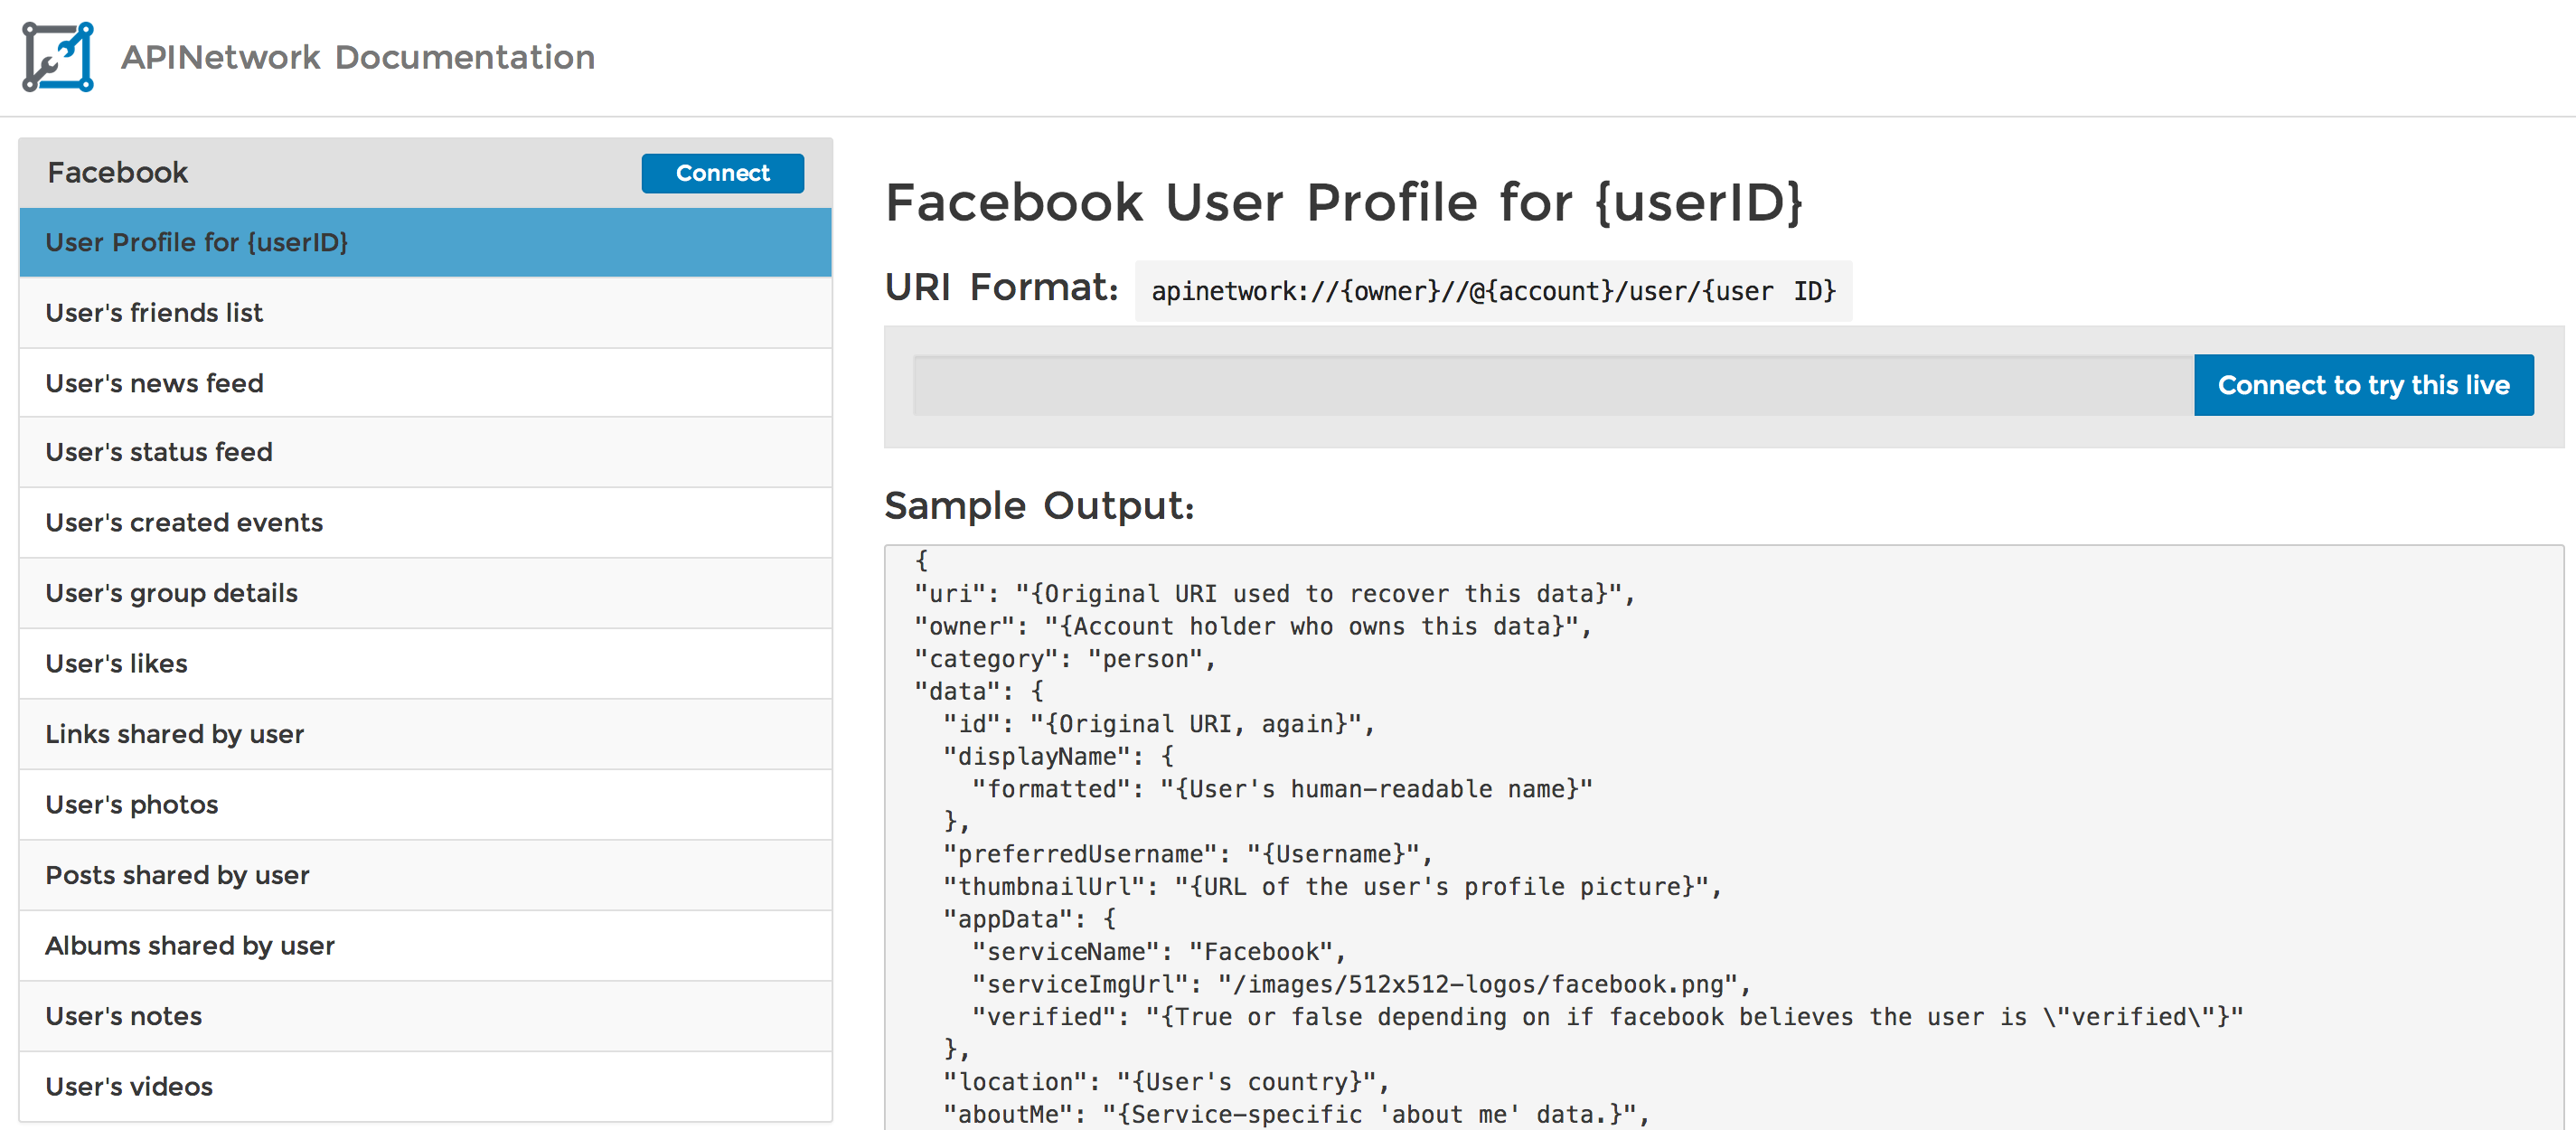 APINetwork Documentation
Facebook
Connect
User Profile for {userID}
User's friends list
User's news feed
User's status feed
User's created events
User's group details
User's likes
Links shared by user
User's photos
Posts shared by user
Albums shared by user
User's notes
User's videos
Facebook User Profile for {userID}
URI Format: apinetwork://{owner}//@{account}/user/{user ID}
Connect to try this live
Sample Output:
{
"uri": "{Original URI used to recover this data}",
"owner": "{Account holder who owns this data}",
"category": "person",
"data": {
  "id": "{Original URI, again}",
  "displayName": {
    "formatted": "{User's human-readable name}"
  },
  "preferredUsername": "{Username}",
  "thumbnailUrl": "{URL of the user's profile picture}",
  "appData": {
    "serviceName": "Facebook",
    "serviceImgUrl": "/images/512x512-logos/facebook.png",
    "verified": "{True or false depending on if facebook believes the user is \"verified\"}"
  },
  "location": "{User's country}",
  "aboutMe": "{Service-specific 'about me' data.}",